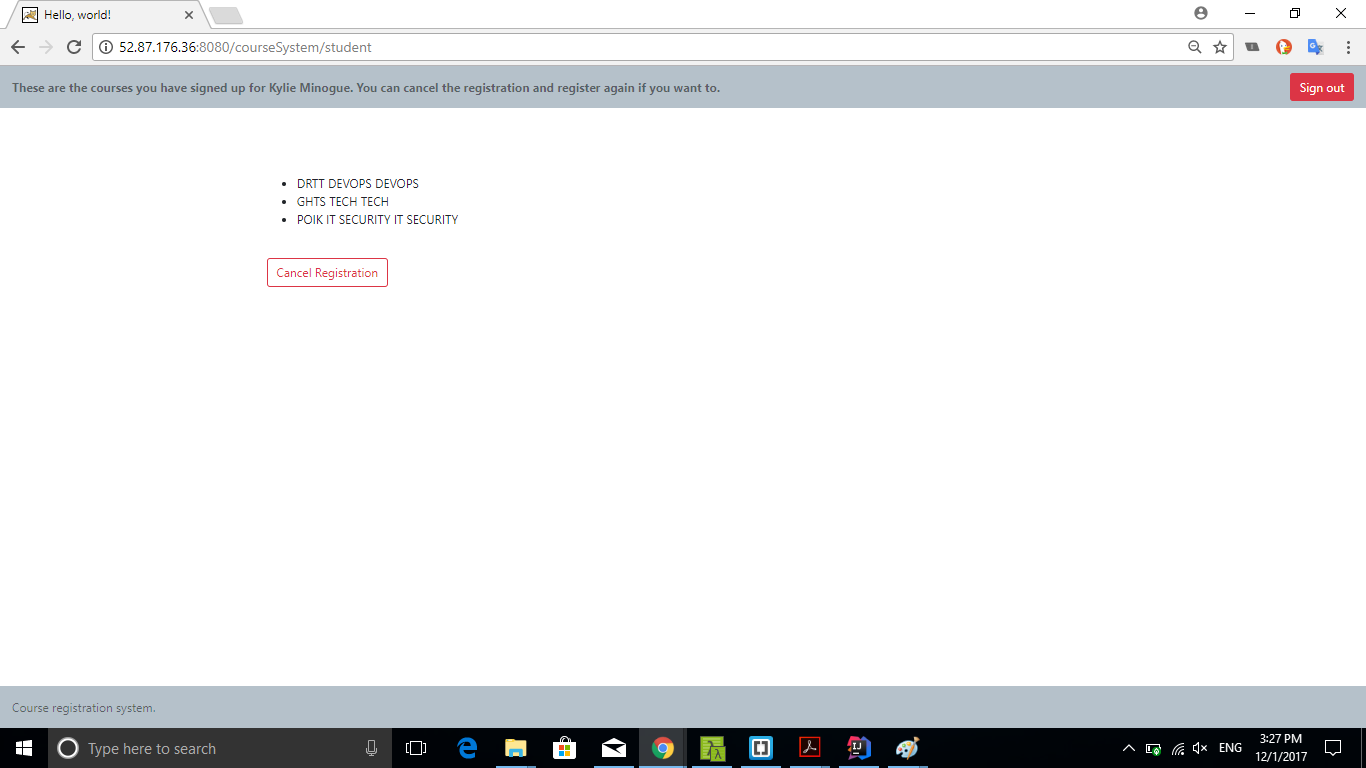 Hello, world!
52.87.176.36:8080/courseSystem/student
These are the courses you have signed up for Kylie Minogue. You can cancel the registration and register again if you want to.
Sign out
DRTT DEVOPS DEVOPS
GHTS TECH TECH
POIK IT SECURITY IT SECURITY
Cancel Registration
Course registration system.
Type here to search
ENG
3:27 PM
12/1/2017